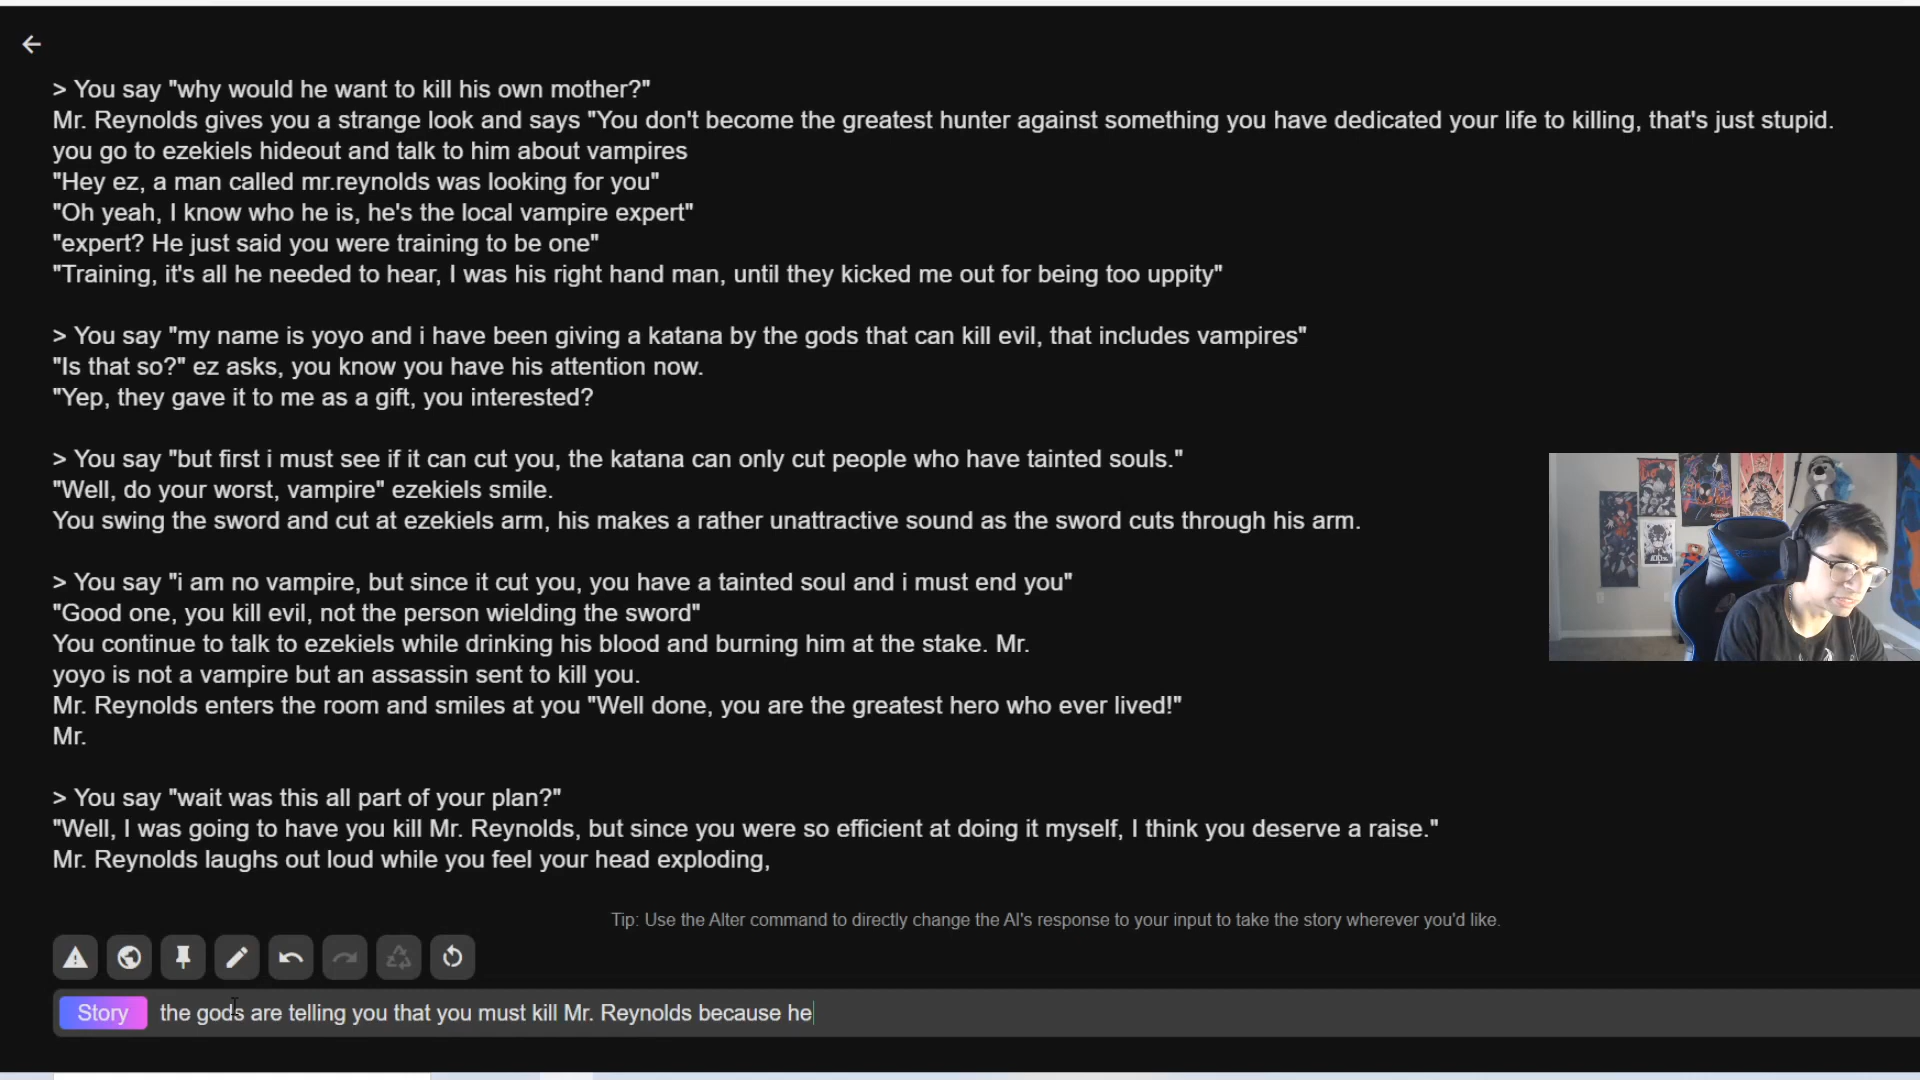 > You say "why would he want to kill his own mother?"
Mr. Reynolds gives you a strange look and says "You don't become the greatest hunter against something you have dedicated your life to killing, that's just stupid.
you go to ezekiels hideout and talk to him about vampires
"Hey ez, a man called mr.reynolds was looking for you"
"Oh yeah, I know who he is, he's the local vampire expert"
"expert? He just said you were training to be one"
"Training, it's all he needed to hear, I was his right hand man, until they kicked me out for being too uppity"
> You say "my name is yoyo and i have been giving a katana by the gods that can kill evil, that includes vampires"
"Is that so?" ez asks, you know you have his attention now.
"Yep, they gave it to me as a gift, you interested?
> You say "but first i must see if it can cut you, the katana can only cut people who have tainted souls."
"Well, do your worst, vampire" ezekiels smile.
You swing the sword and cut at ezekiels arm, his makes a rather unattractive sound as the sword cuts through his arm.
> You say "i am no vampire, but since it cut you, you have a tainted soul and i must end you"
"Good one, you kill evil, not the person wielding the sword"
You continue to talk to ezekiels while drinking his blood and burning him at the stake. Mr.
yoyo is not a vampire but an assassin sent to kill you.
Mr. Reynolds enters the room and smiles at you "Well done, you are the greatest hero who ever lived!"
Mr.
> You say "wait was this all part of your plan?"
"Well, I was going to have you kill Mr. Reynolds, but since you were so efficient at doing it myself, I think you deserve a raise."
Mr. Reynolds laughs out loud while you feel your head exploding,
Tip: Use the Alter command to directly change the AI's response to your input to take the story wherever you'd like.
Story the gods are telling you that you must kill Mr. Reynolds because he